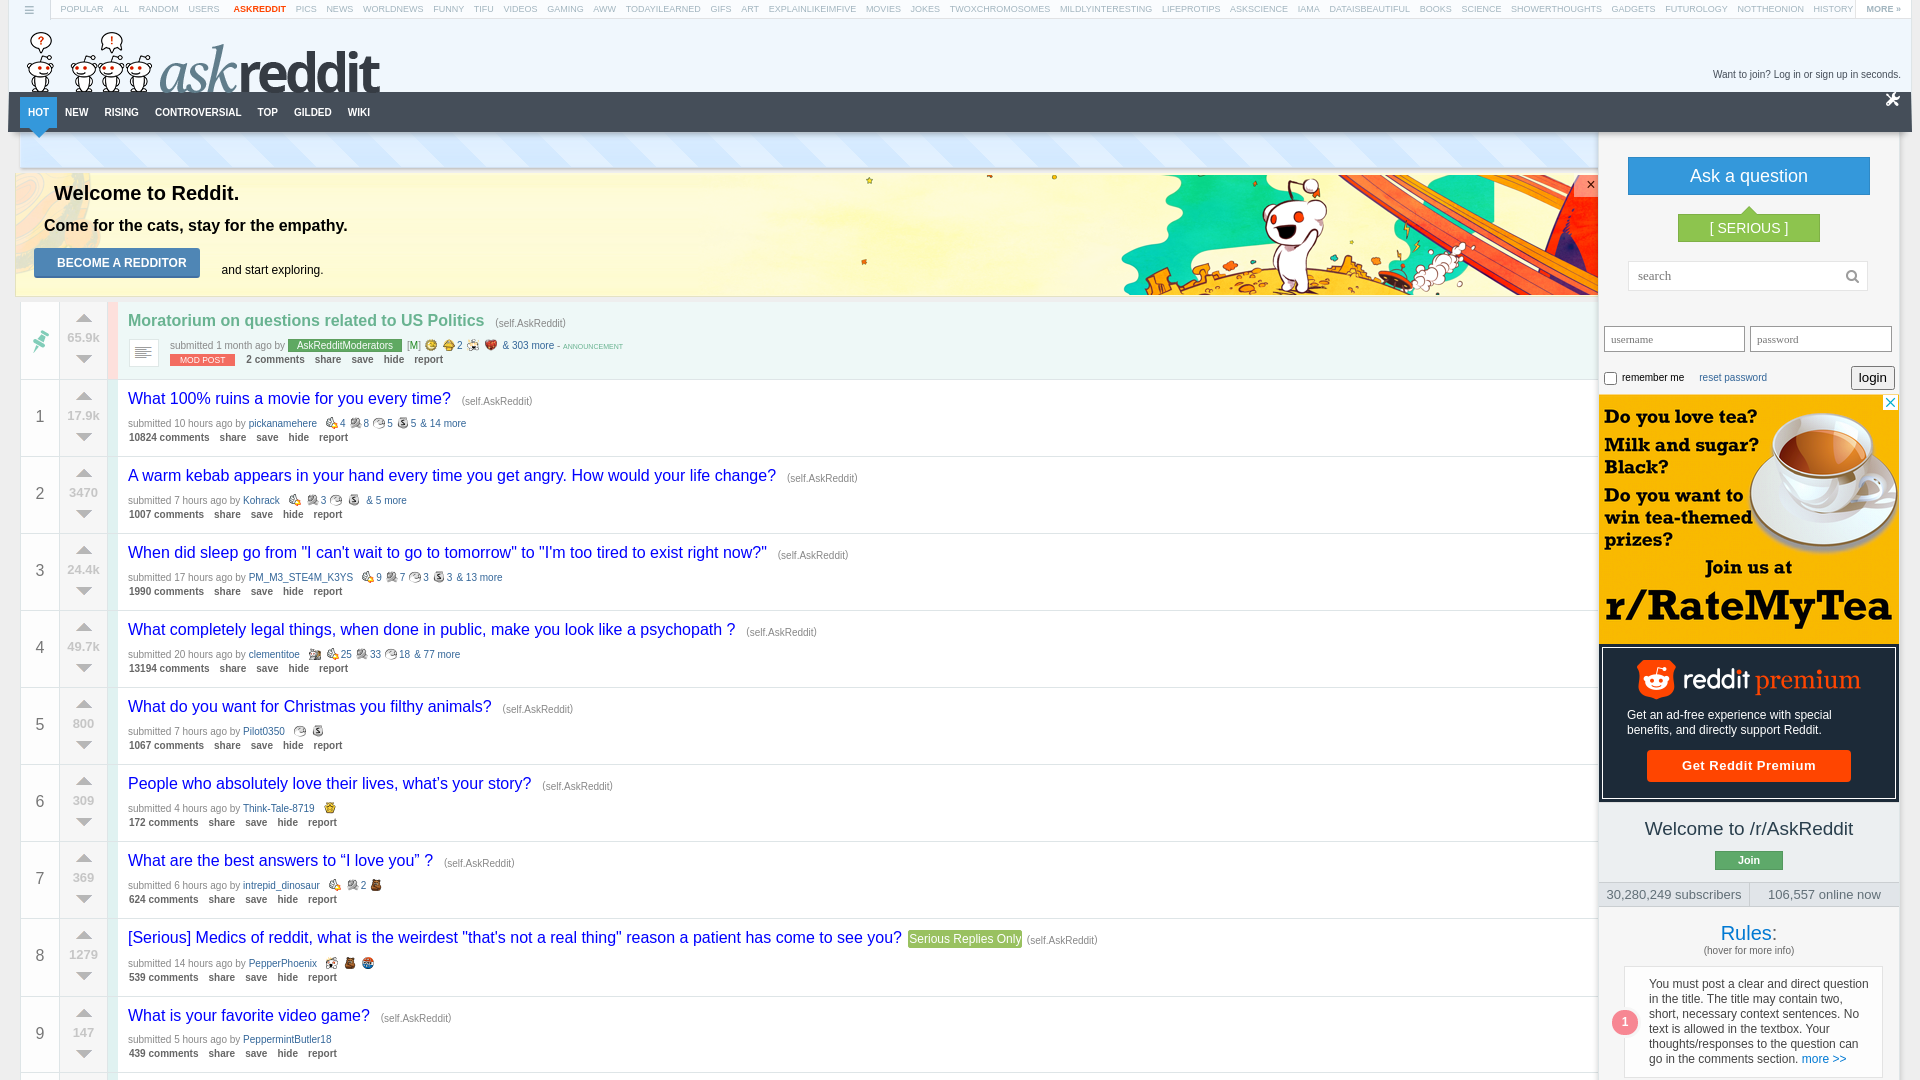 ≡ POPULAR ALL RANDOM USERS ASKREDDIT PICS NEWS WORLDNEWS FUNNY TIFU VIDEOS GAMING AWW TODAYILEARNED GIFS ART EXPLAINLIKEIMFIVE MOVIES JOKES TWOXCHROMOSOMES MILDLYINTERESTING LIFEPROTIPS ASKSCIENCE IAMA DATAISBEAUTIFUL BOOKS SCIENCE SHOWERTHOUGHTS GADGETS FUTUROLOGY NOTTHEONION HISTORY MORE »
? !
askreddit
Want to join? Log in or sign up in seconds.
HOT NEW RISING CONTROVERSIAL TOP GILDED WIKI
Welcome to Reddit.
Come for the cats, stay for the empathy.
BECOME A REDDITOR and start exploring.
×
65.9k
Moratorium on questions related to US Politics (self.AskReddit)
submitted 1 month ago by AskRedditModerators [M] 2 & 303 more - ANNOUNCEMENT
MOD POST 2 comments share save hide report
1
17.9k
What 100% ruins a movie for you every time? (self.AskReddit)
submitted 10 hours ago by pickanamehere 4 8 5 5 & 14 more
10824 comments share save hide report
2
3470
A warm kebab appears in your hand every time you get angry. How would your life change? (self.AskReddit)
submitted 7 hours ago by Kohrack 3 & 5 more
1007 comments share save hide report
3
24.4k
When did sleep go from "I can't wait to go to tomorrow" to "I'm too tired to exist right now?" (self.AskReddit)
submitted 17 hours ago by PM_M3_STE4M_K3YS 9 7 3 3 & 13 more
1990 comments share save hide report
4
49.7k
What completely legal things, when done in public, make you look like a psychopath ? (self.AskReddit)
submitted 20 hours ago by clementitoe 25 33 18 & 77 more
13194 comments share save hide report
5
800
What do you want for Christmas you filthy animals? (self.AskReddit)
submitted 7 hours ago by Pilot0350
1067 comments share save hide report
6
309
People who absolutely love their lives, what's your story? (self.AskReddit)
submitted 4 hours ago by Think-Tale-8719
172 comments share save hide report
7
369
What are the best answers to “I love you” ? (self.AskReddit)
submitted 6 hours ago by intrepid_dinosaur 2
624 comments share save hide report
8
1279
[Serious] Medics of reddit, what is the weirdest "that's not a real thing" reason a patient has come to see you? Serious Replies Only (self.AskReddit)
submitted 14 hours ago by PepperPhoenix
539 comments share save hide report
9
147
What is your favorite video game? (self.AskReddit)
submitted 5 hours ago by PeppermintButler18
439 comments share save hide report
Ask a question
[ SERIOUS ]
search
username password
remember me reset password login
Do you love tea?
Milk and sugar?
Black?
Do you want to
win tea-themed
prizes?
Join us at
r/RateMyTea
reddit premium
Get an ad-free experience with special
benefits, and directly support Reddit.
Get Reddit Premium
Welcome to /r/AskReddit
Join
30,280,249 subscribers 106,557 online now
Rules:
(hover for more info)
1
You must post a clear and direct question
in the title. The title may contain two,
short, necessary context sentences. No
text is allowed in the textbox. Your
thoughts/responses to the question can
go in the comments section. more >>